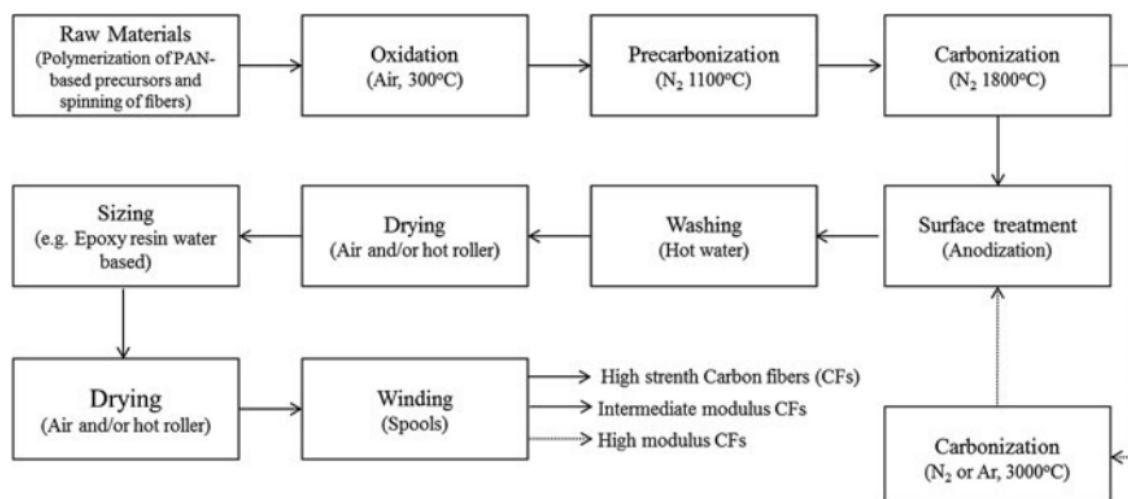 Raw Materials
(Polymerization of PAN-
based precursors and
spinning of fibers)
Oxidation
(Air, 300°C)
Precarbonization
(N₂ 1100°C)
Carbonization
(N₂ 1800°C)
Sizing
(e.g. Epoxy resin water
based)
Drying
(Air and/or hot roller)
Washing
(Hot water)
Surface treatment
(Anodization)
Drying
(Air and/or hot roller)
Winding
(Spools)
High strenth Carbon fibers (CFs)
Intermediate modulus CFs
High modulus CFs
Carbonization
(N₂ or Ar, 3000°C)